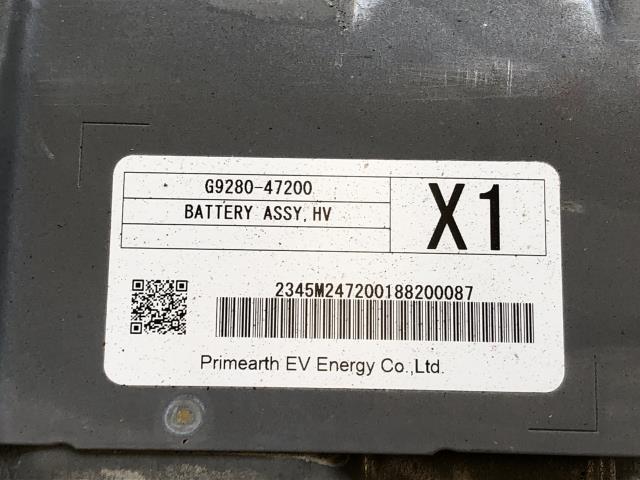 G9280-47200
BATTERY ASSY,HV
X1
2345M247200188200087
Primearth EV Energy Co.,Ltd.